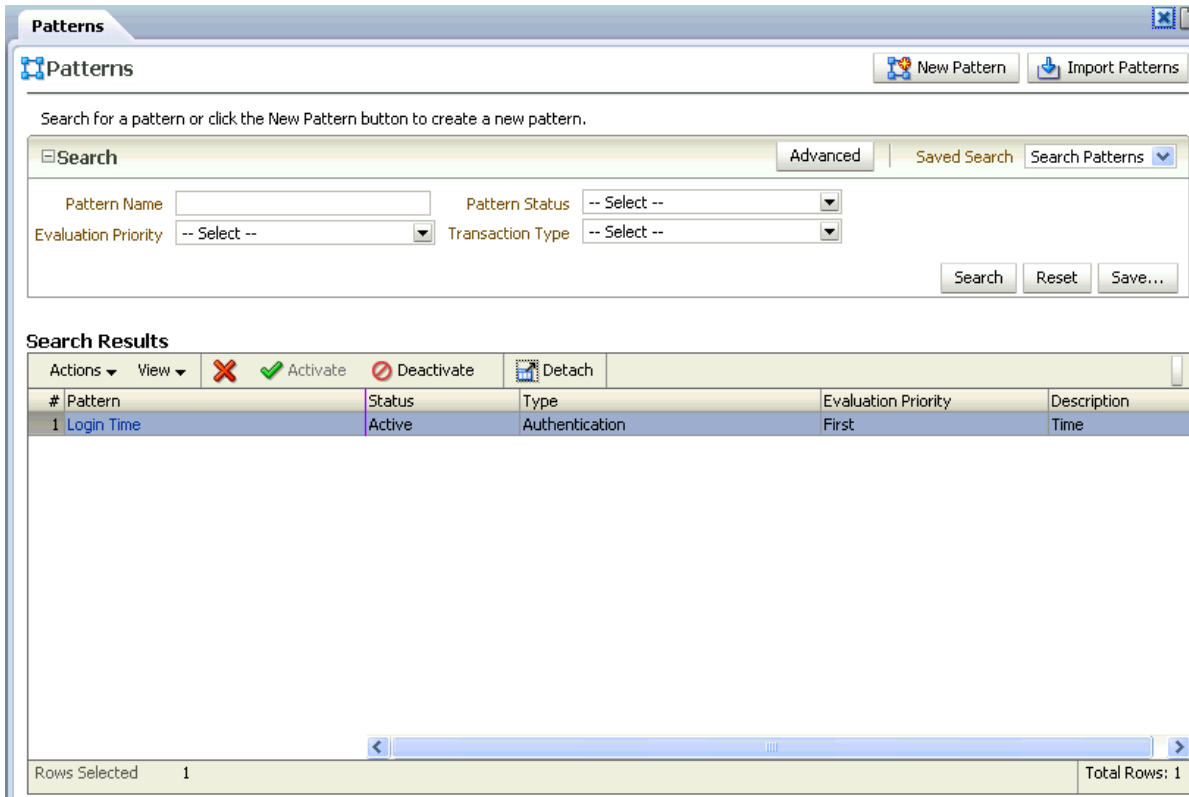 Patterns
Patterns New Pattern Import Patterns
Search for a pattern or click the New Pattern button to create a new pattern.
Search Advanced Saved Search Search Patterns
Pattern Name Pattern Status -- Select --
Evaluation Priority -- Select -- Transaction Type -- Select --
Search Reset Save...
Search Results
Actions View Activate Deactivate Detach
# Pattern Status Type Evaluation Priority Description
1 Login Time Active Authentication First Time
Rows Selected 1 Total Rows: 1